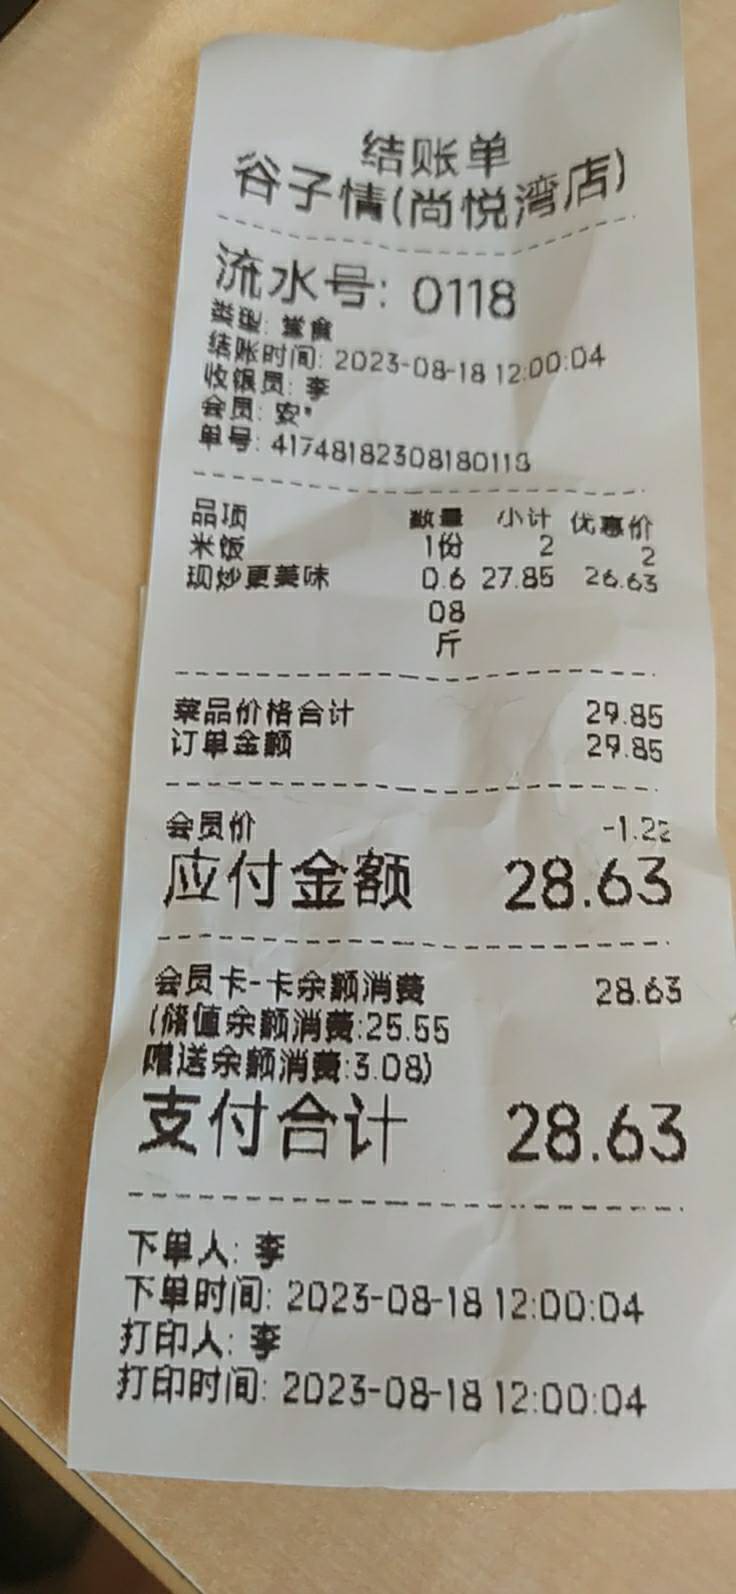 结账单
谷子情(尚悦湾店)
流水号: 0118
类型: 堂食
结账时间: 2023-08-18 12:00:04
收银员: 李
会员: 安*
单号: 41748182308180118
品项 数量 小计 优惠价
米饭 1份 2 2
现炒更美味 0.6 27.85 26.63
08
斤
菜品价格合计 29.85
订单金额 29.85
会员价 -1.22
应付金额 28.63
会员卡-卡余额消费 28.63
(储值余额消费:25.55
赠送余额消费:3.08)
支付合计 28.63
下单人: 李
下单时间: 2023-08-18 12:00:04
打印人: 李
打印时间: 2023-08-18 12:00:04